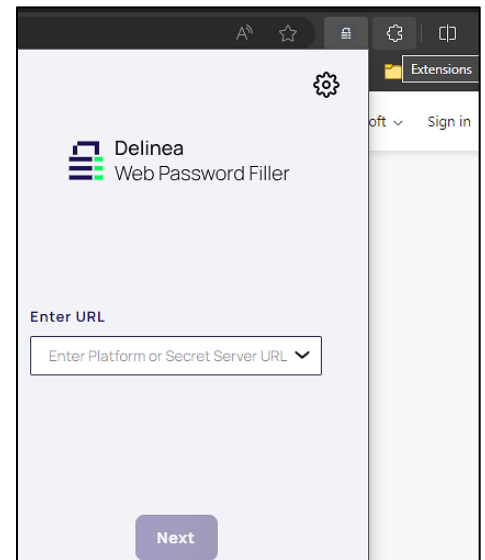 Extensions
oft
Sign in
Delinea
Web Password Filler
Enter URL
Enter Platform or Secret Server URL
Next